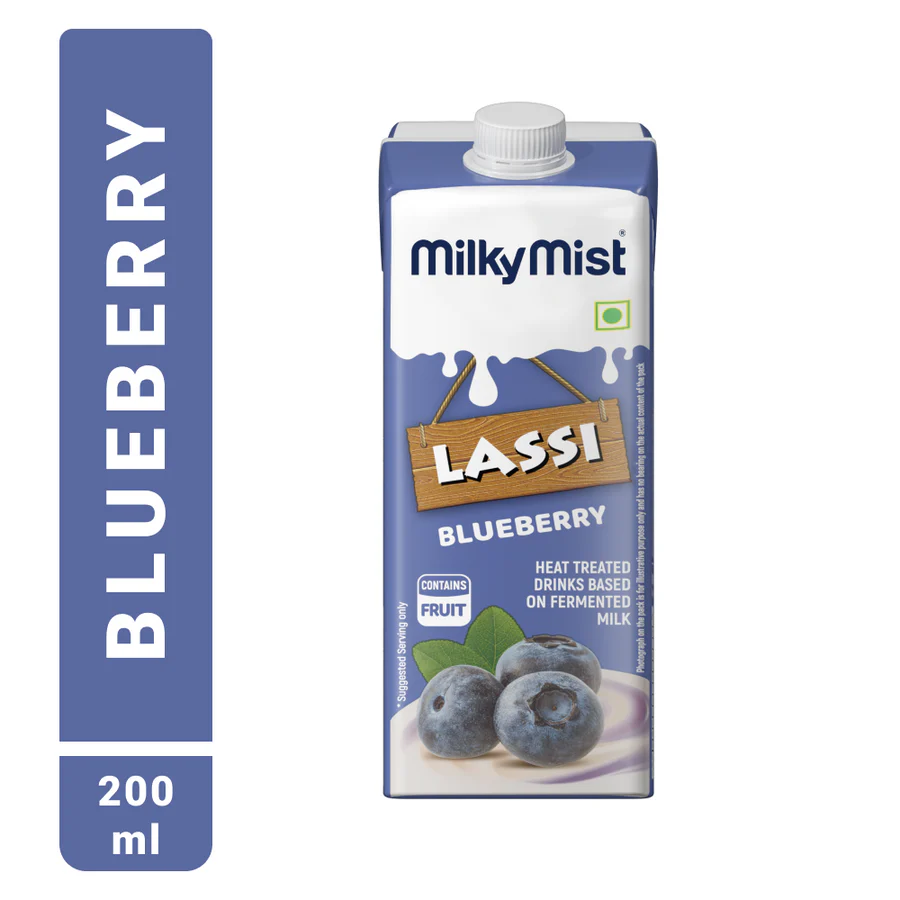 BLUEBERRY
200
ml
MilkyMist®
LASSI
BLUEBERRY
HEAT TREATED
DRINKS BASED
ON FERMENTED
MILK
CONTAINS
FRUIT
* Suggested Serving only
Photograph on the pack is for illustrative purpose only and has no bearing on the actual content of the pack